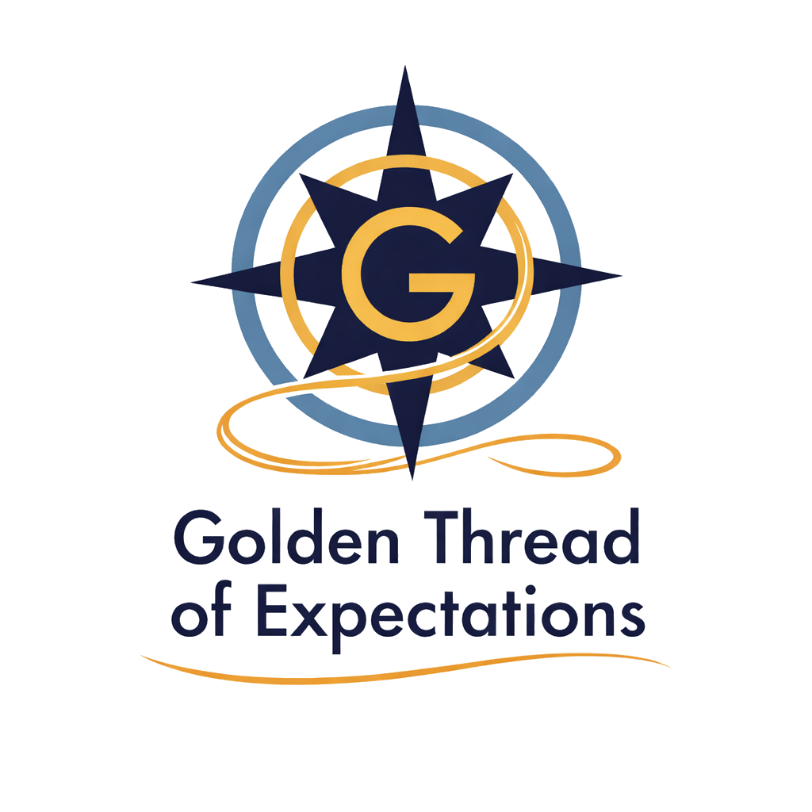 G
Golden Thread
of Expectations